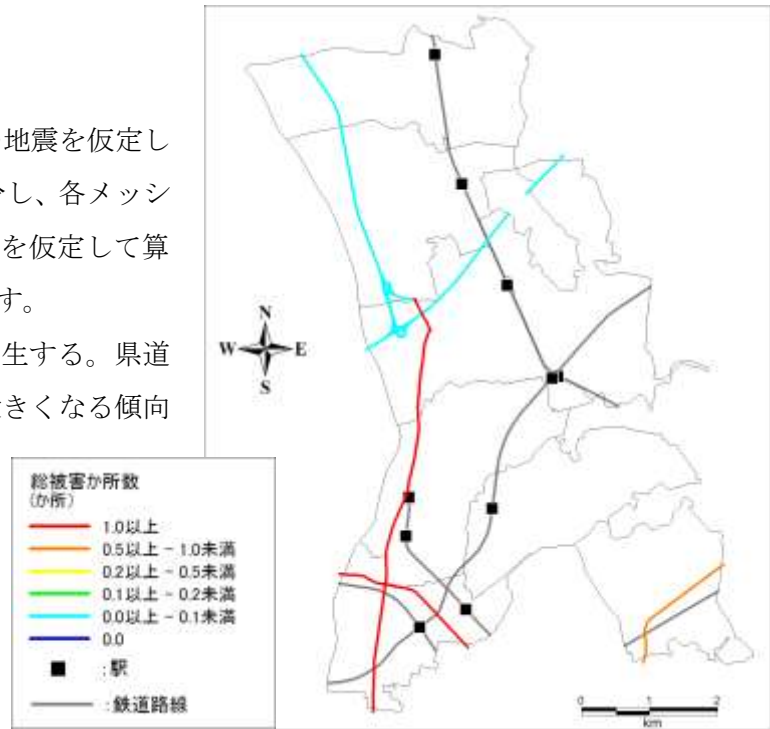 地震を仮定し
し、各メッシ
を仮定して算
す。
生する。県道
きくなる傾向
N
W E
S
総被害か所数
(か所)
1.0以上
0.5以上 - 1.0未満
0.2以上 - 0.5未満
0.1以上 - 0.2未満
0.0以上 - 0.1未満
0.0
:駅
:鉄道路線
0 1 2
km